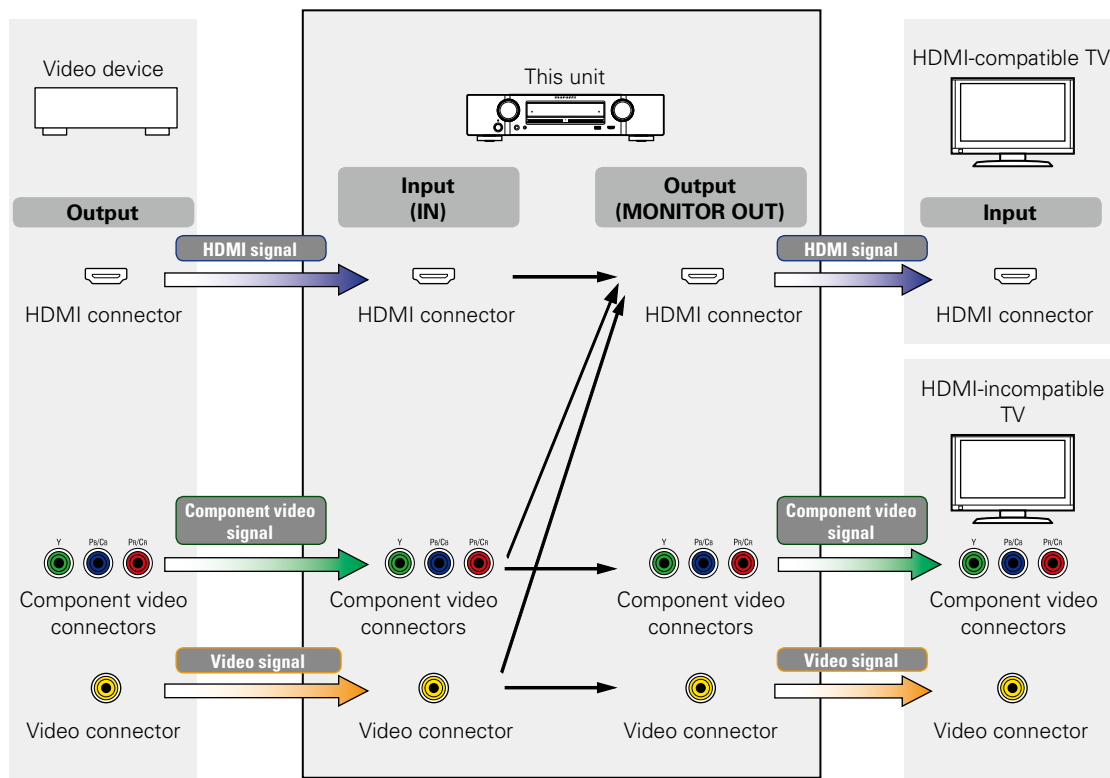 Video device
This unit
HDMI-compatible TV
Output
Input
(IN)
Output
(MONITOR OUT)
Input
HDMI signal
HDMI signal
HDMI connector
HDMI connector
HDMI connector
HDMI connector
HDMI-incompatible
TV
Component video
signal
Component video
signal
Y PB/CB PR/CR
Y PB/CB PR/CR
Y PB/CB PR/CR
Y PB/CB PR/CR
Component video
connectors
Component video
connectors
Component video
connectors
Component video
connectors
Video signal
Video signal
Video connector
Video connector
Video connector
Video connector